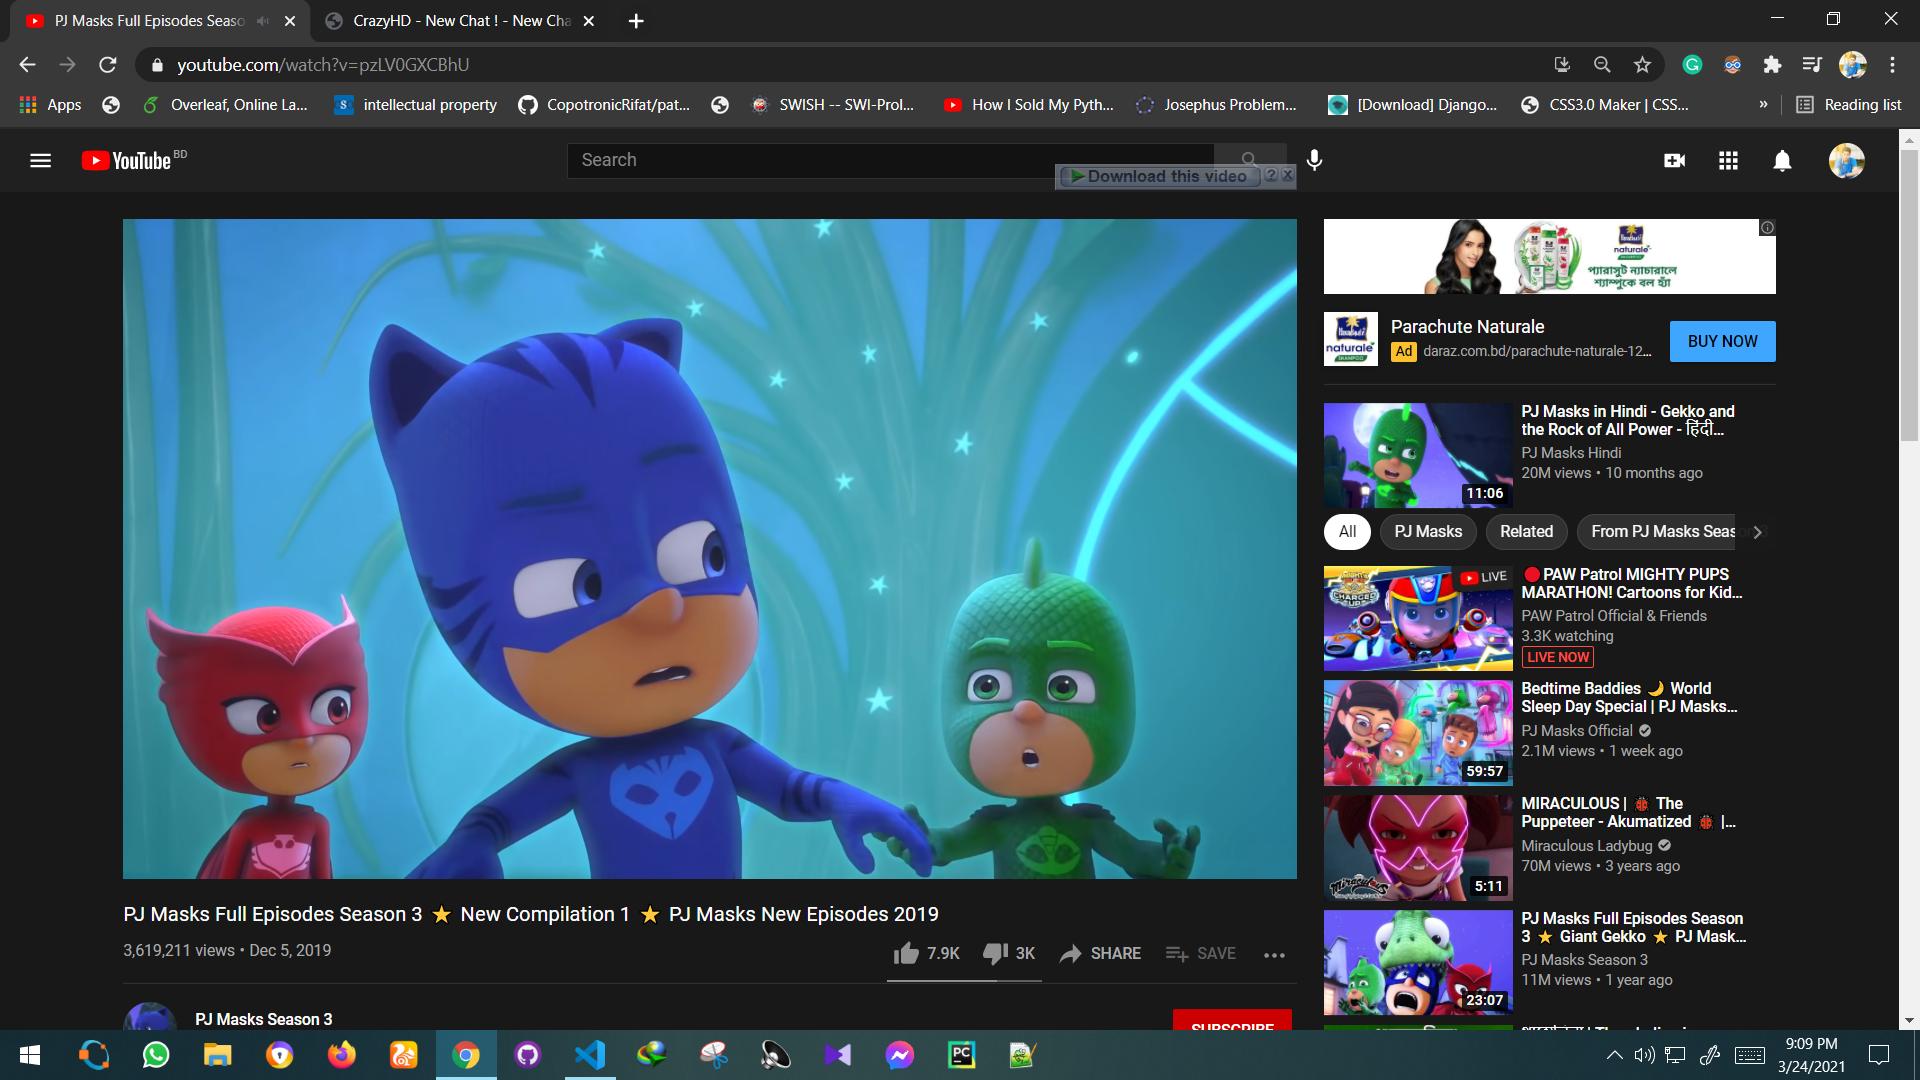 PJ Masks Full Episodes Seaso
CrazyHD - New Chat ! - New Cha
youtube.com/watch?v=pzLV0GXCBhU
Apps
Overleaf, Online La...
intellectual property
CopotronicRifat/pat...
SWISH -- SWI-Prol...
How I Sold My Pyth...
Josephus Problem...
[Download] Django...
CSS3.0 Maker | CSS...
»
Reading list
YouTube BD
Search
Download this video ? X
naturale
প্যারাসুট ন্যাচারালে
শ্যাম্পুকে বল হ্যাঁ
naturale
SHAMPOO
Parachute Naturale
Ad daraz.com.bd/parachute-naturale-12...
BUY NOW
PJ Masks in Hindi - Gekko and
the Rock of All Power - हिंदी...
PJ Masks Hindi
20M views • 10 months ago
11:06
All
PJ Masks
Related
From PJ Masks Season 3
CHARGED UP
LIVE
🔴PAW Patrol MIGHTY PUPS
MARATHON! Cartoons for Kid...
PAW Patrol Official & Friends
3.3K watching
LIVE NOW
Bedtime Baddies 🌙 World
Sleep Day Special | PJ Masks...
PJ Masks Official
2.1M views • 1 week ago
59:57
MIRACULOUS | 🐞 The
Puppeteer - Akumatized 🐞 |...
Miraculous Ladybug
70M views • 3 years ago
Miraculous
5:11
PJ Masks Full Episodes Season
3 ⭐ Giant Gekko ⭐ PJ Mask...
PJ Masks Season 3
11M views • 1 year ago
23:07
PJ Masks Full Episodes Season 3 ⭐ New Compilation 1 ⭐ PJ Masks New Episodes 2019
3,619,211 views • Dec 5, 2019
7.9K
3K
SHARE
SAVE
PJ Masks Season 3
SUBSCRIBE
PC
9:09 PM
3/24/2021